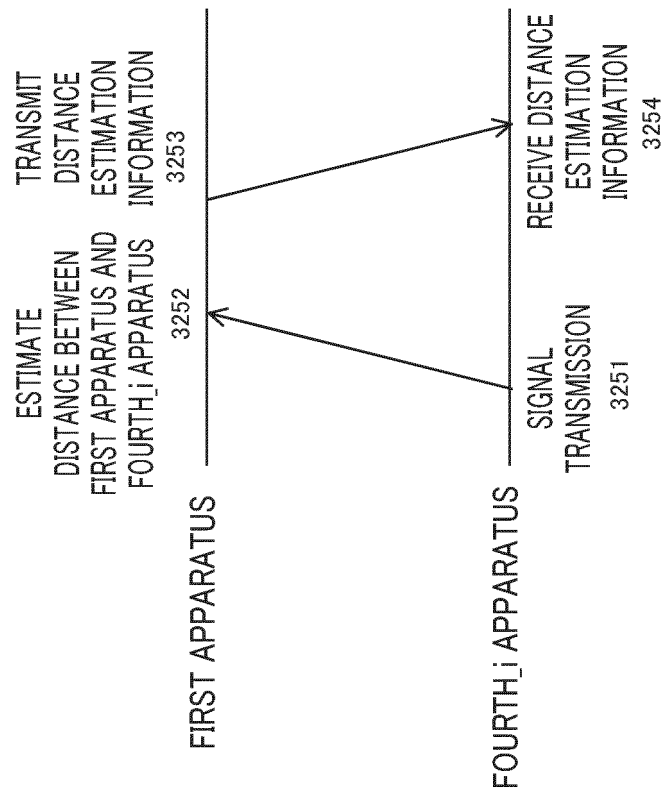 ESTIMATE
DISTANCE BETWEEN
FIRST APPARATUS AND
FOURTH_i APPARATUS
3252
TRANSMIT
DISTANCE
ESTIMATION
INFORMATION
3253
FIRST APPARATUS
FOURTH_i APPARATUS
SIGNAL
TRANSMISSION
3251
RECEIVE DISTANCE
ESTIMATION
INFORMATION
3254